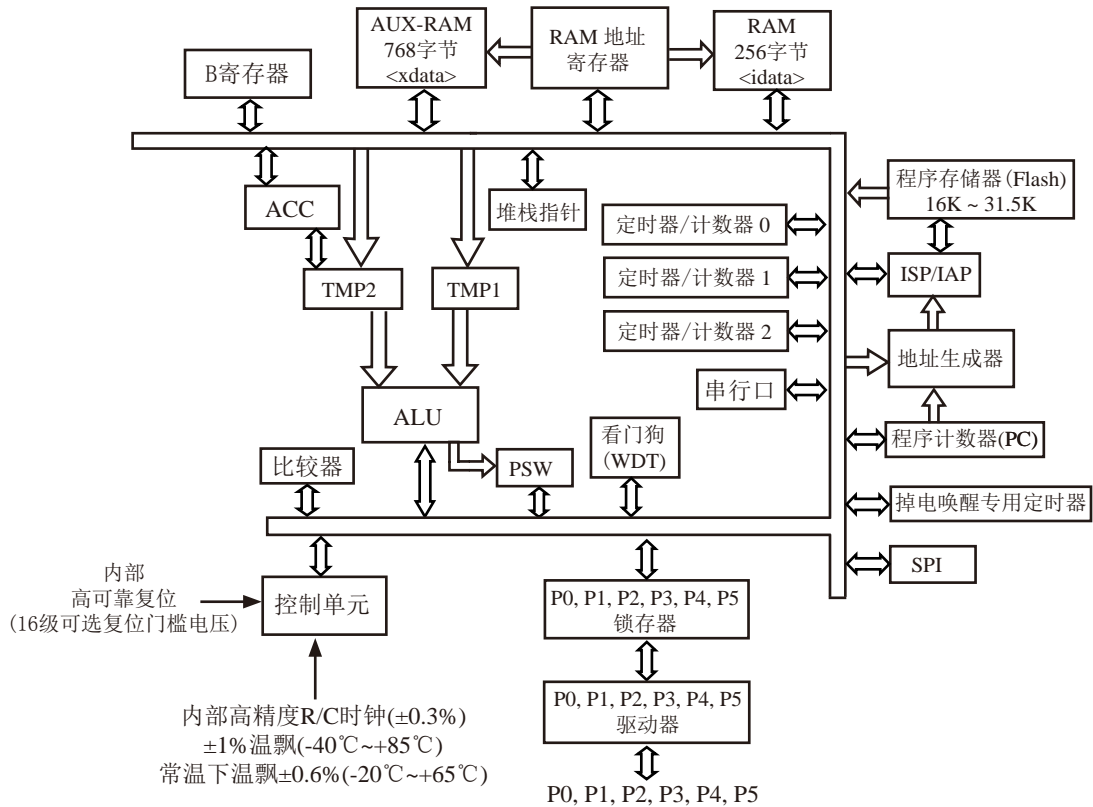 AUX-RAM
768字节
<xdata>
RAM 地址
寄存器
RAM
256字节
<idata>
B寄存器
ACC
堆栈指针
程序存储器(Flash)
16K ~ 31.5K
定时器/计数器 0
TMP2
TMP1
定时器/计数器 1
ISP/IAP
定时器/计数器 2
地址生成器
串行口
ALU
看门狗
(WDT)
程序计数器(PC)
比较器
PSW
掉电唤醒专用定时器
SPI
内部
高可靠复位
(16级可选复位门槛电压)
控制单元
P0, P1, P2, P3, P4, P5
锁存器
P0, P1, P2, P3, P4, P5
驱动器
内部高精度R/C时钟(±0.3%)
±1%温飘(-40℃~+85℃)
常温下温飘±0.6%(-20℃~+65℃)
P0, P1, P2, P3, P4, P5